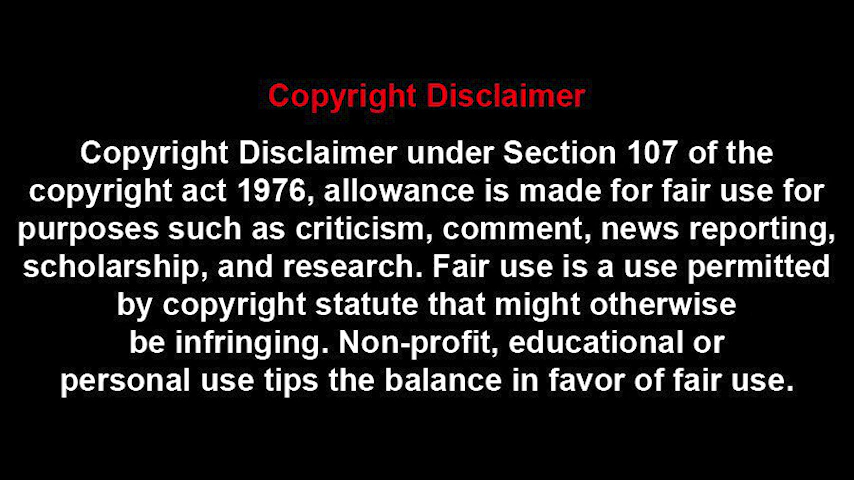 Copyright Disclaimer
Copyright Disclaimer under Section 107 of the
copyright act 1976, allowance is made for fair use for
purposes such as criticism, comment, news reporting,
scholarship, and research. Fair use is a use permitted
by copyright statute that might otherwise
be infringing. Non-profit, educational or
personal use tips the balance in favor of fair use.